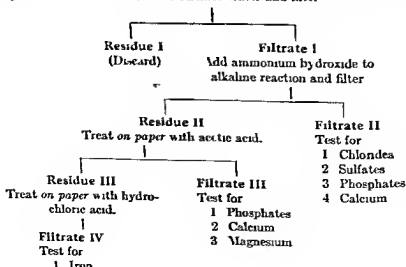 Residue I
(Discard)
Filtrate I
Add ammonium hydroxide to
alkaline reaction and filter
Residue II
Treat on paper with acetic acid.
Filtrate II
Test for
1 Chlondea
2 Sulfates
3 Phosphates
4 Calcium
Residue III
Treat on paper with hydro-
chloric acid.
Filtrate III
Test for
1 Phosphates
2 Calcium
3 Magnesium
Filtrate IV
Test for
1 Iron